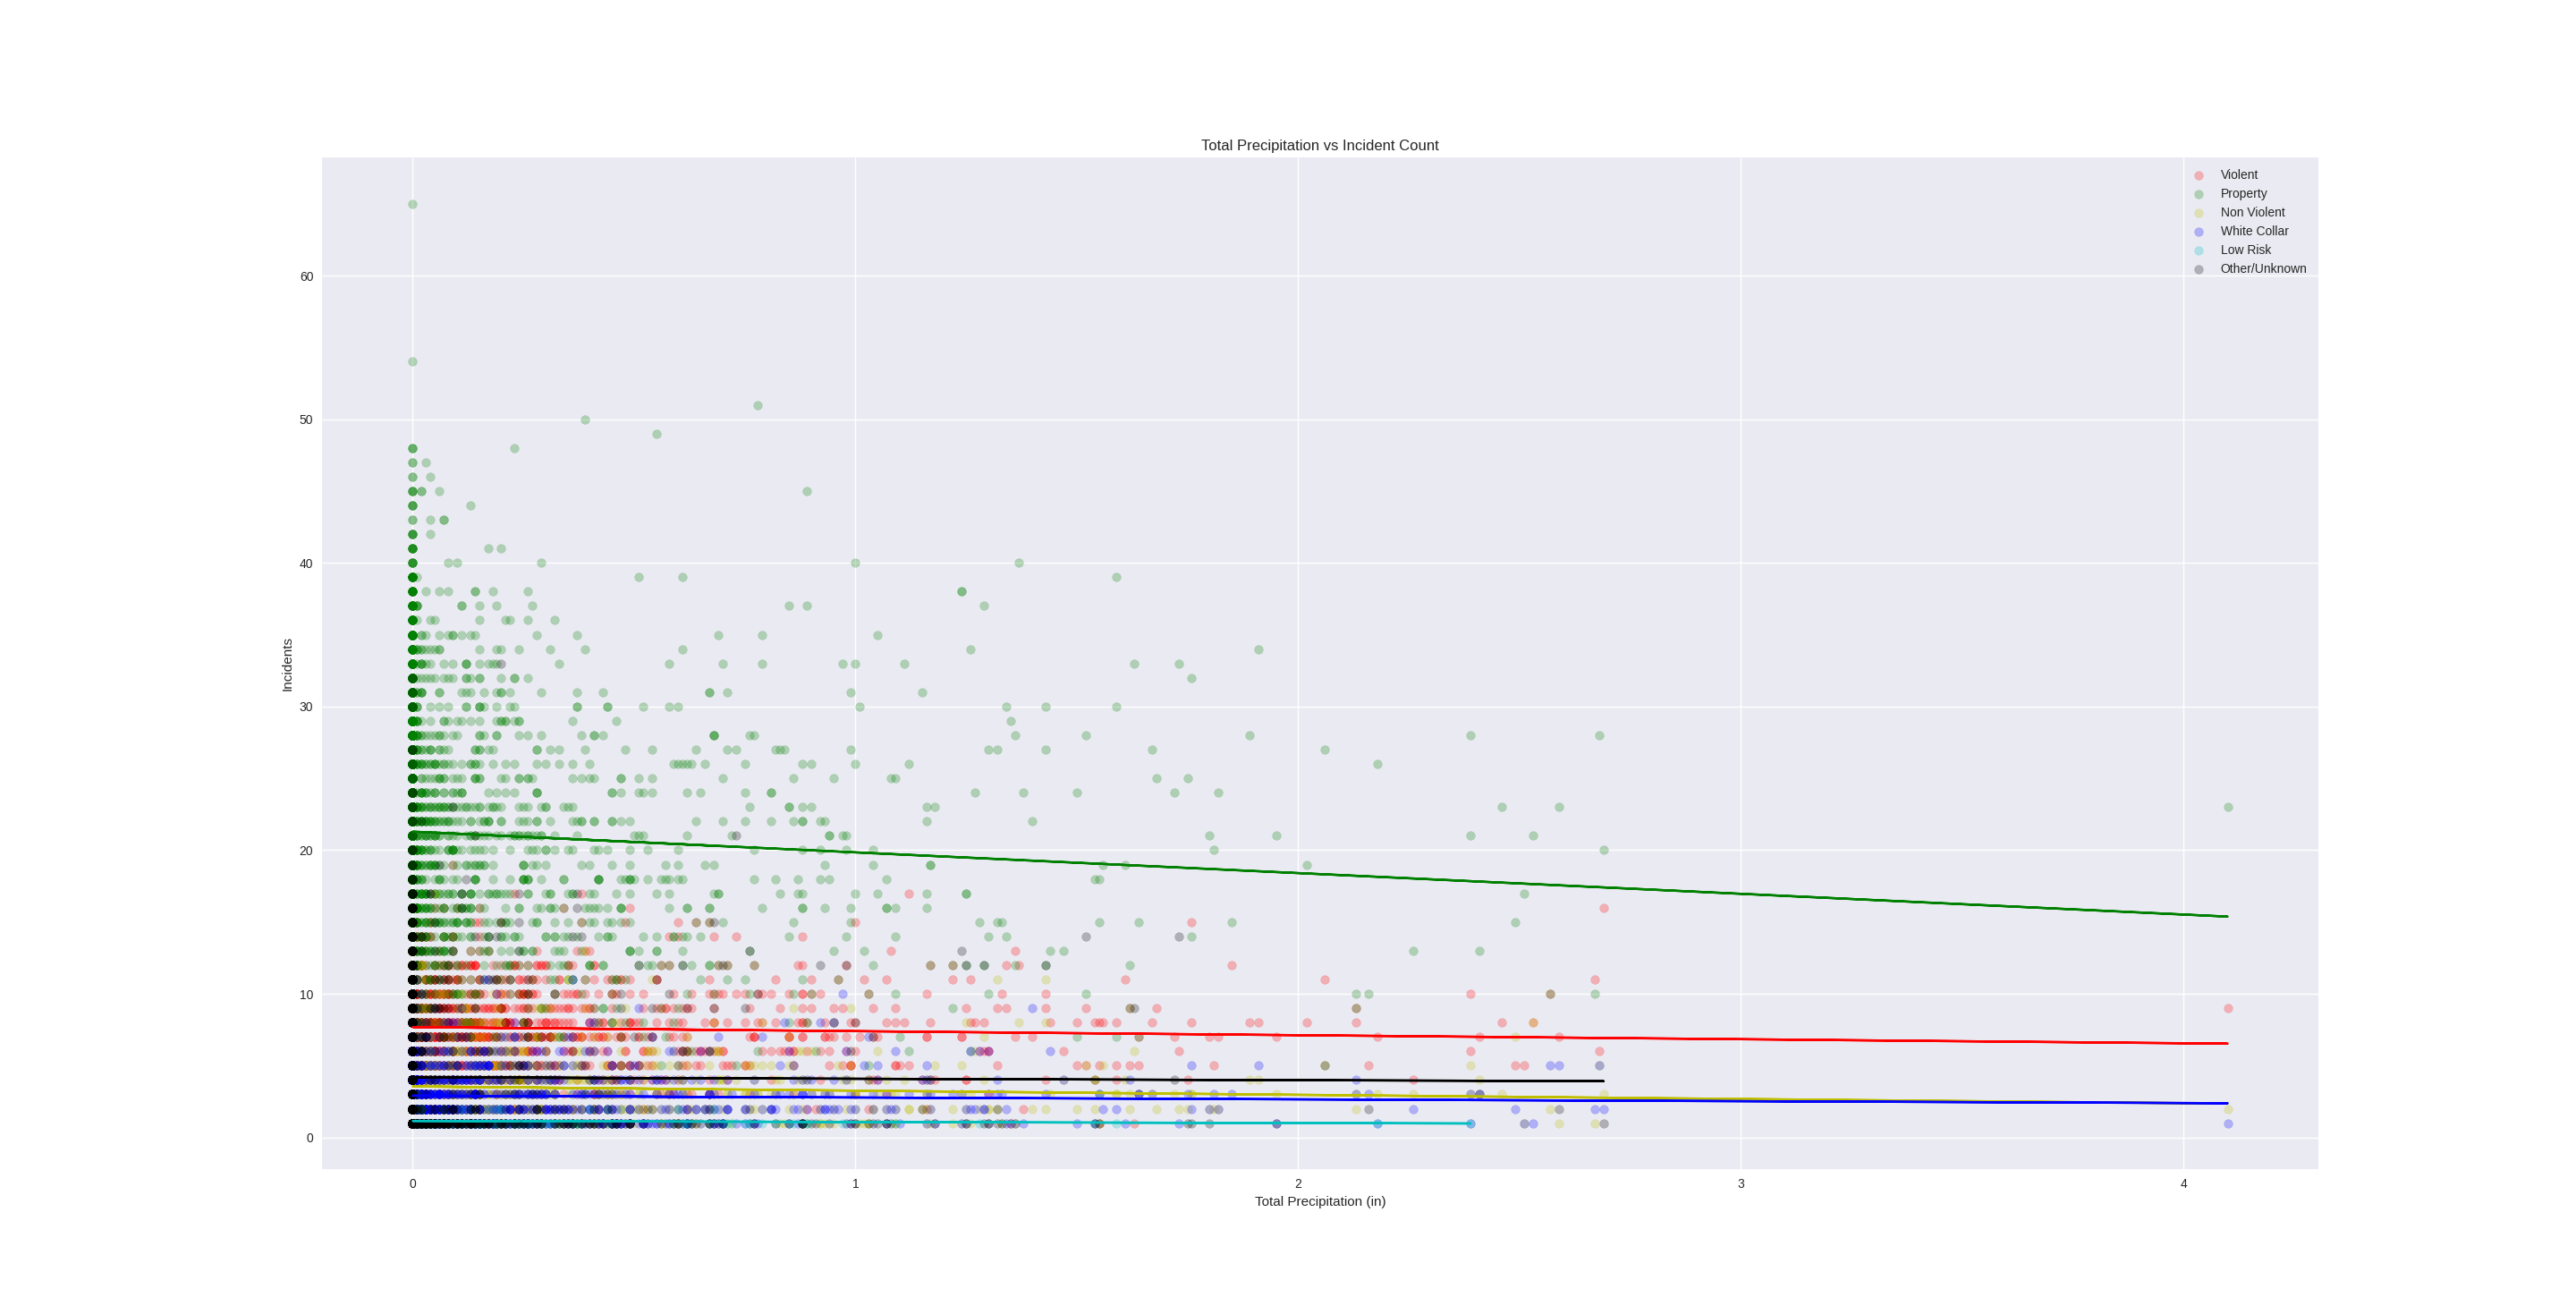 Total Precipitation vs Incident Count
Violent
Property
Non Violent
White Collar
Low Risk
Other/Unknown
60
50
40
30
20
10
0
Incidents
0 1 2 3 4
Total Precipitation (in)